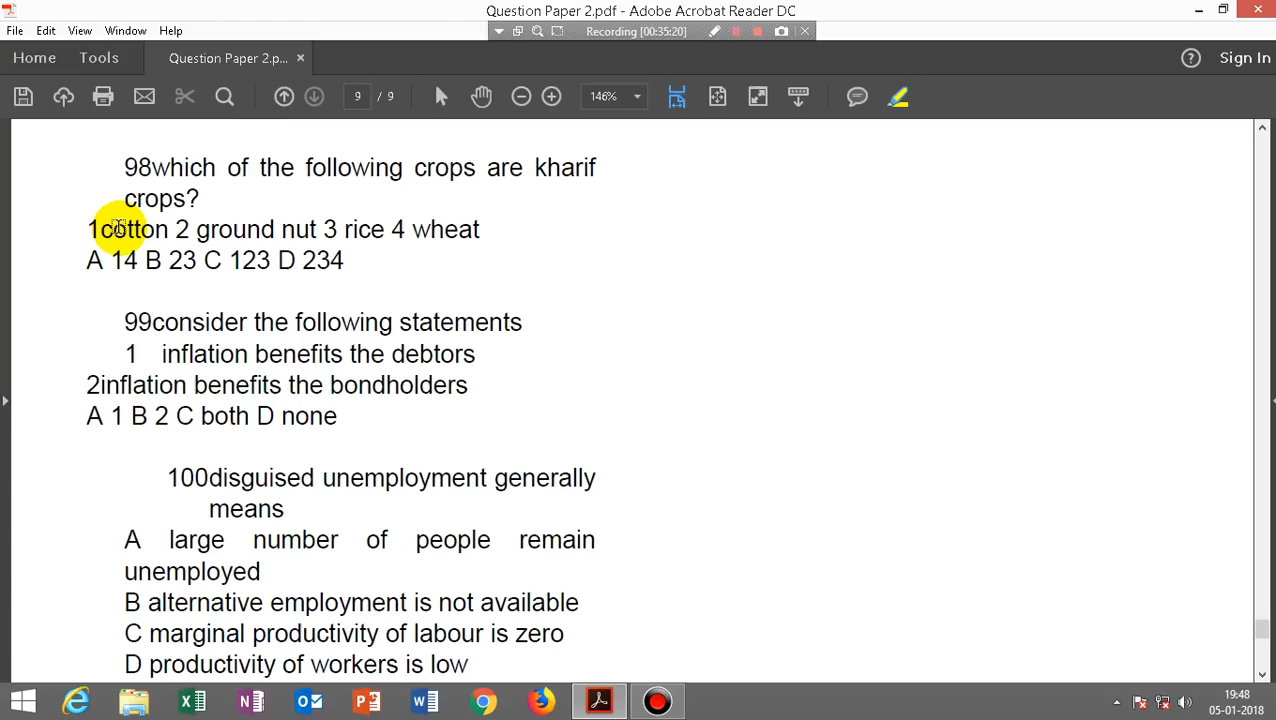 Question Paper 2.pdf - Adobe Acrobat Reader DC
File Edit View Window Help
Recording [00:35:20]
Home Tools Question Paper 2.p... × Sign In
9 / 9 146%
98which of the following crops are kharif
crops?
1cotton 2 ground nut 3 rice 4 wheat
A 14 B 23 C 123 D 234
99consider the following statements
1 inflation benefits the debtors
2inflation benefits the bondholders
A 1 B 2 C both D none
100disguised unemployment generally
means
A large number of people remain
unemployed
B alternative employment is not available
C marginal productivity of labour is zero
D productivity of workers is low
19:48
05-01-2018